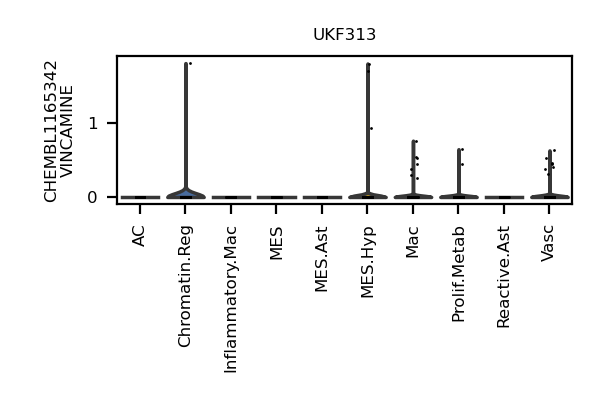 UKF313
CHEMBL1165342
VINCAMINE
1
0
AC
Chromatin.Reg
Inflammatory.Mac
MES
MES.Ast
MES.Hyp
Mac
Prolif.Metab
Reactive.Ast
Vasc